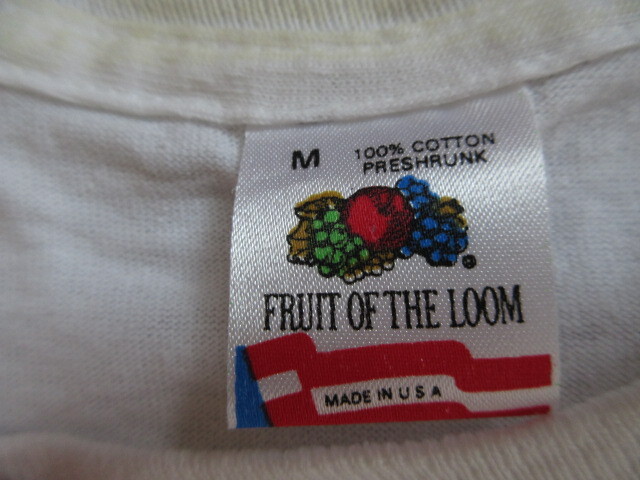 M
100% COTTON
PRESHRUNK
FRUIT OF THE LOOM
MADE IN U S A